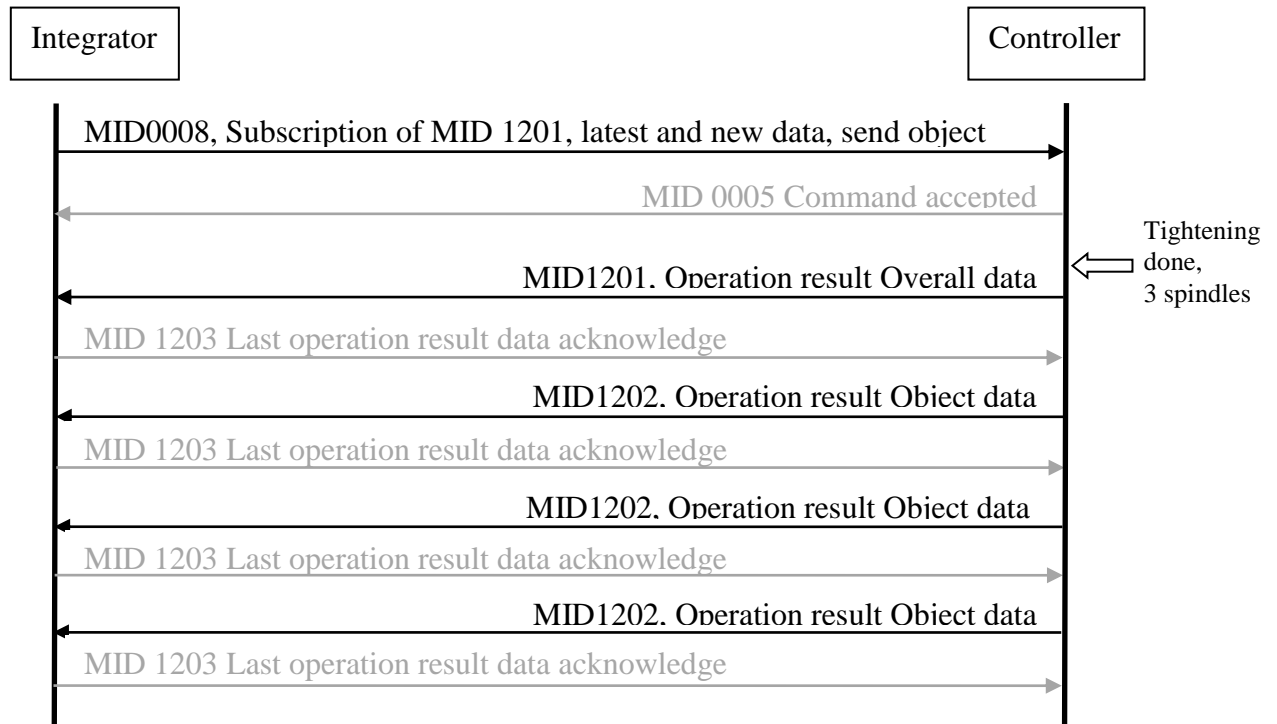 Integrator
Controller
MID0008, Subscription of MID 1201, latest and new data, send object
MID 0005 Command accepted
Tightening
done,
3 spindles
MID1201, Operation result Overall data
MID 1203 Last operation result data acknowledge
MID1202, Operation result Object data
MID 1203 Last operation result data acknowledge
MID1202, Operation result Object data
MID 1203 Last operation result data acknowledge
MID1202, Operation result Object data
MID 1203 Last operation result data acknowledge